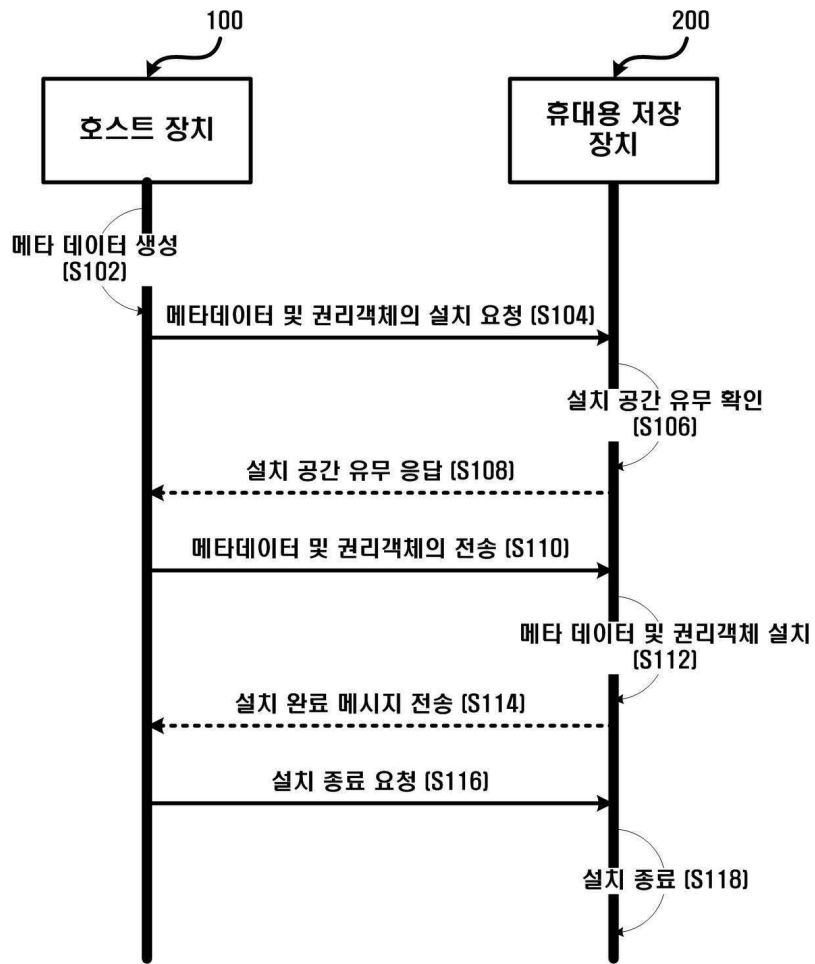 100
200
호스트 장치
휴대용 저장
장치
메타 데이터 생성
(S102)
메타데이터 및 권리객체의 설치 요청 (S104)
설치 공간 유무 확인
(S106)
설치 공간 유무 응답 (S108)
메타데이터 및 권리객체의 전송 (S110)
메타 데이터 및 권리객체 설치
(S112)
설치 완료 메시지 전송 (S114)
설치 종료 요청 (S116)
설치 종료 (S118)